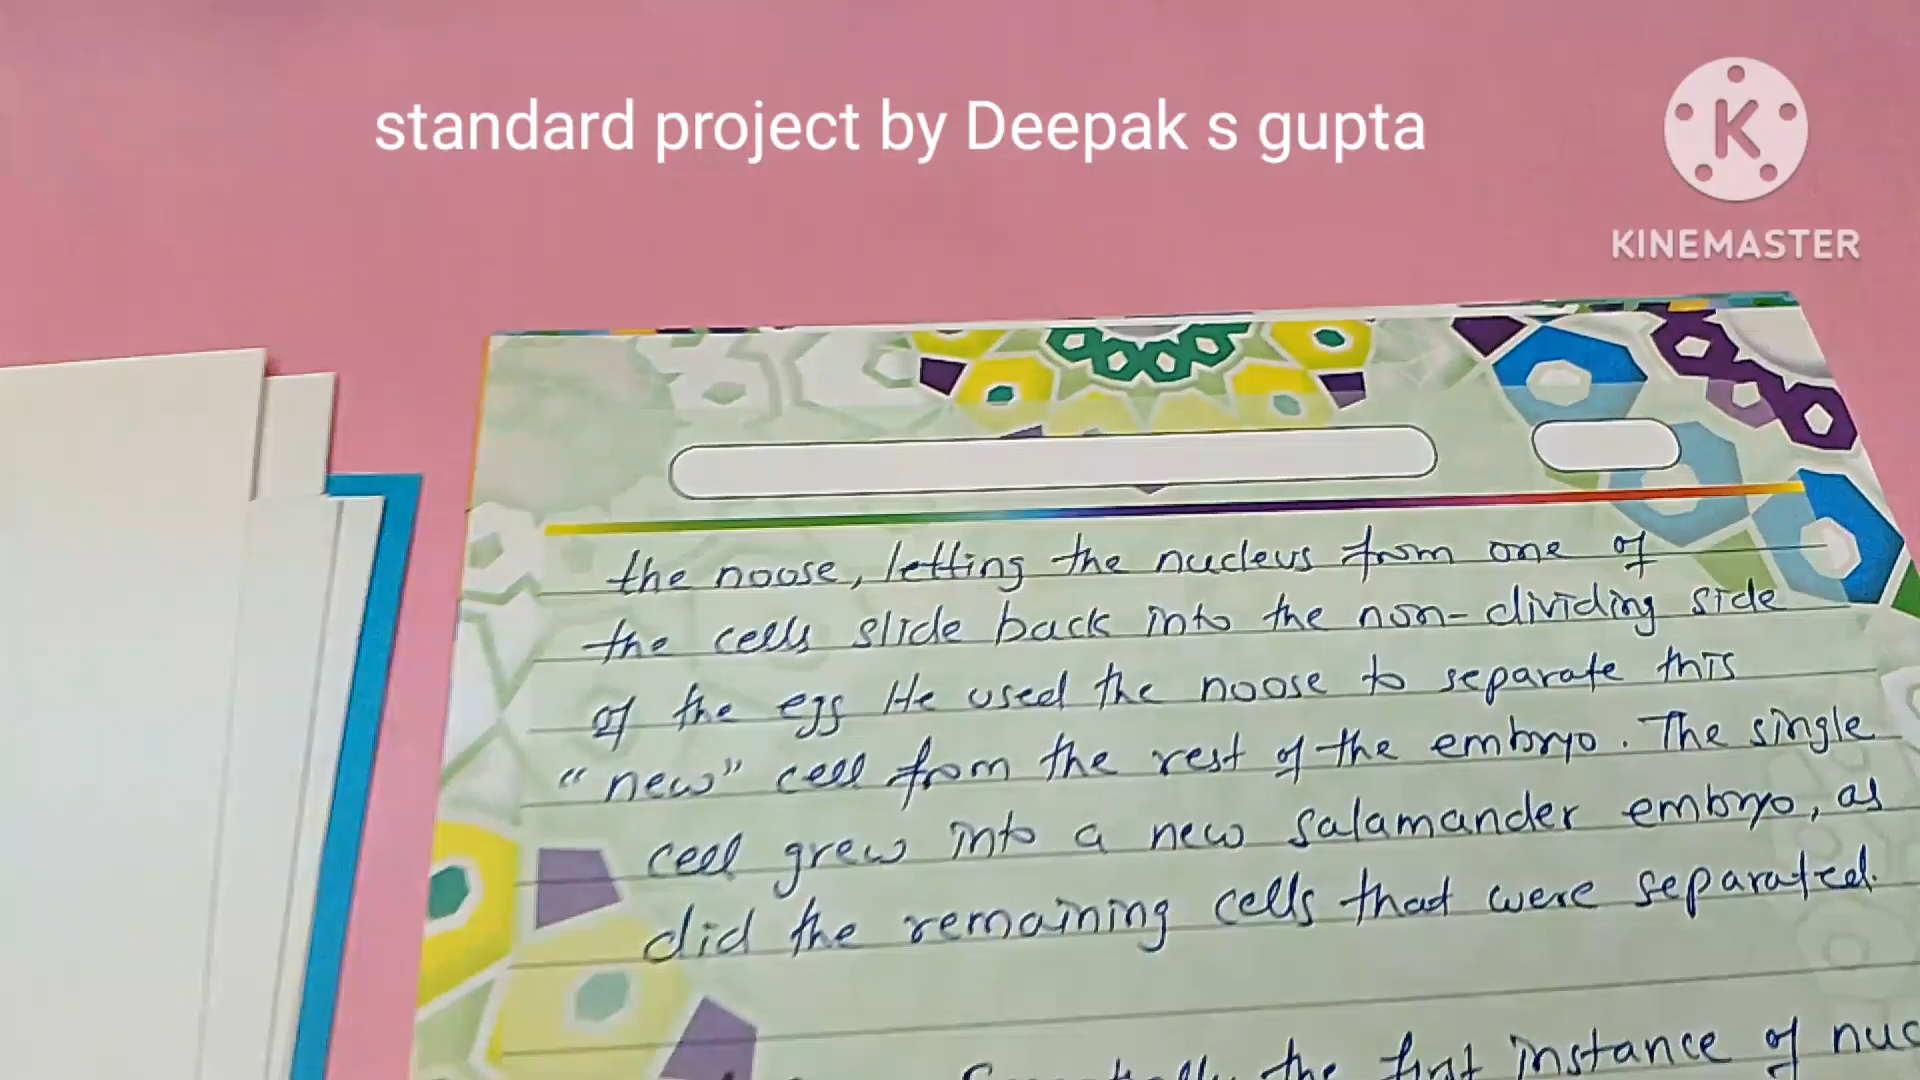 standard project by Deepak s gupta
KINEMASTER
the noose, letting the nucleus from one of
the cells slide back into the non-dividing side
of the egg He used the noose to separate this
"new" cell from the rest of the embryo. The single
cell grew into a new salamander embryo, as
did the remaining cells that were separated.
the first instance of